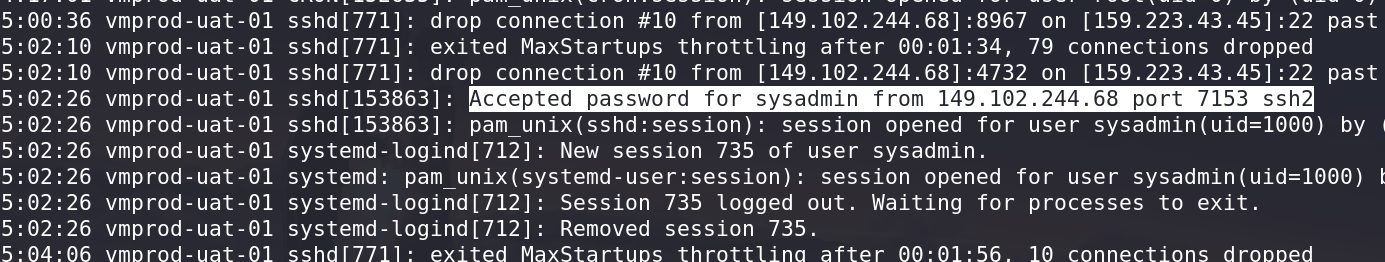 5:00:36 vmprod-uat-01 sshd[771]: drop connection #10 from [149.102.244.68]:8967 on [159.223.43.45]:22 past
5:02:10 vmprod-uat-01 sshd[771]: exited MaxStartups throttling after 00:01:34, 79 connections dropped
5:02:10 vmprod-uat-01 sshd[771]: drop connection #10 from [149.102.244.68]:4732 on [159.223.43.45]:22 past
5:02:26 vmprod-uat-01 sshd[153863]: Accepted password for sysadmin from 149.102.244.68 port 7153 ssh2
5:02:26 vmprod-uat-01 sshd[153863]: pam_unix(sshd:session): session opened for user sysadmin(uid=1000) by (
5:02:26 vmprod-uat-01 systemd-logind[712]: New session 735 of user sysadmin.
5:02:26 vmprod-uat-01 systemd: pam_unix(systemd-user:session): session opened for user sysadmin(uid=1000) b
5:02:26 vmprod-uat-01 systemd-logind[712]: Session 735 logged out. Waiting for processes to exit.
5:02:26 vmprod-uat-01 systemd-logind[712]: Removed session 735.
5:04:06 vmprod-uat-01 sshd[771]: exited MaxStartups throttling after 00:01:56, 10 connections dropped